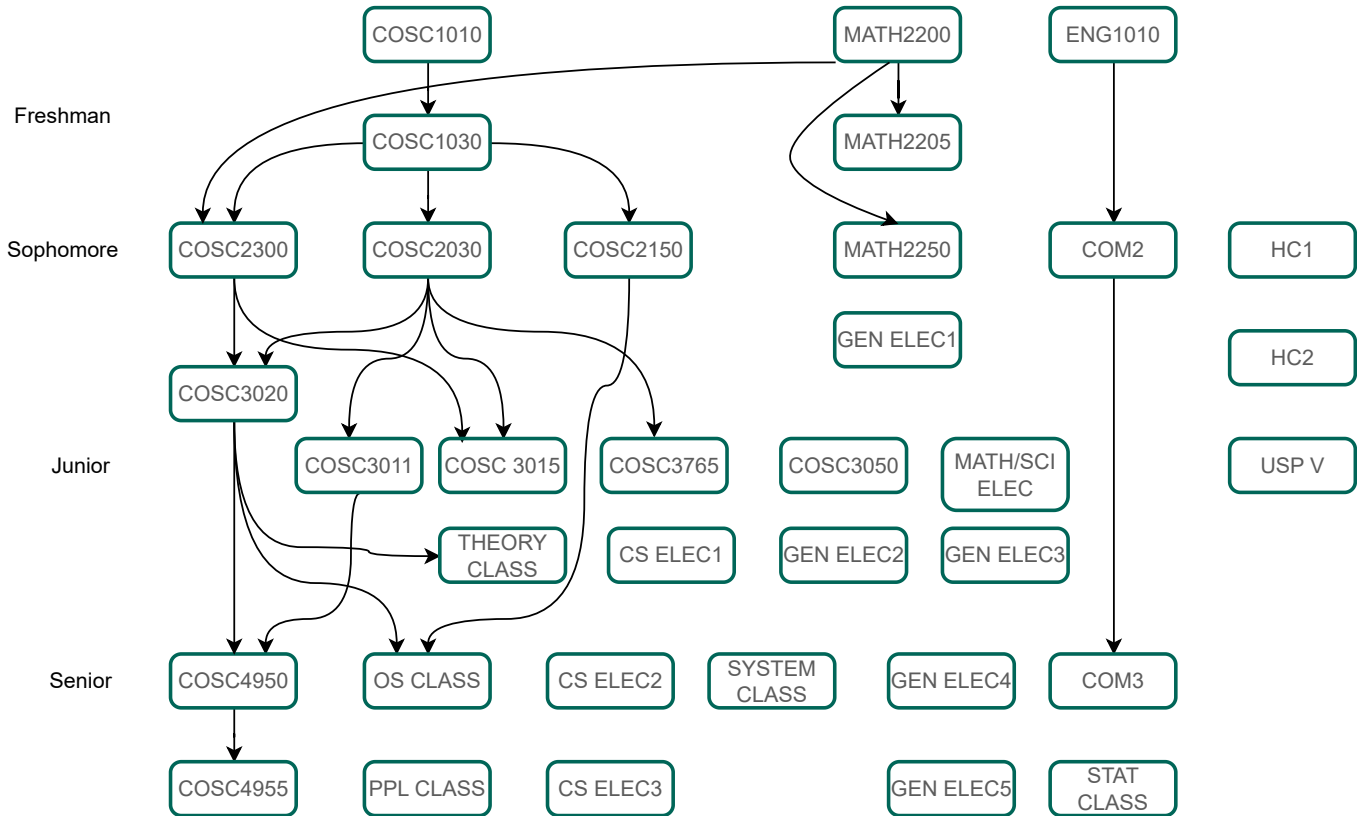 COSC1010
MATH2200
ENG1010
Freshman
COSC1030
MATH2205
Sophomore
COSC2300
COSC2030
COSC2150
MATH2250
COM2
HC1
GEN ELEC1
HC2
COSC3020
Junior
COSC3011
COSC 3015
COSC3765
COSC3050
MATH/SCI
ELEC
USP V
THEORY
CLASS
CS ELEC1
GEN ELEC2
GEN ELEC3
Senior
COSC4950
OS CLASS
CS ELEC2
SYSTEM
CLASS
GEN ELEC4
COM3
COSC4955
PPL CLASS
CS ELEC3
GEN ELEC5
STAT
CLASS